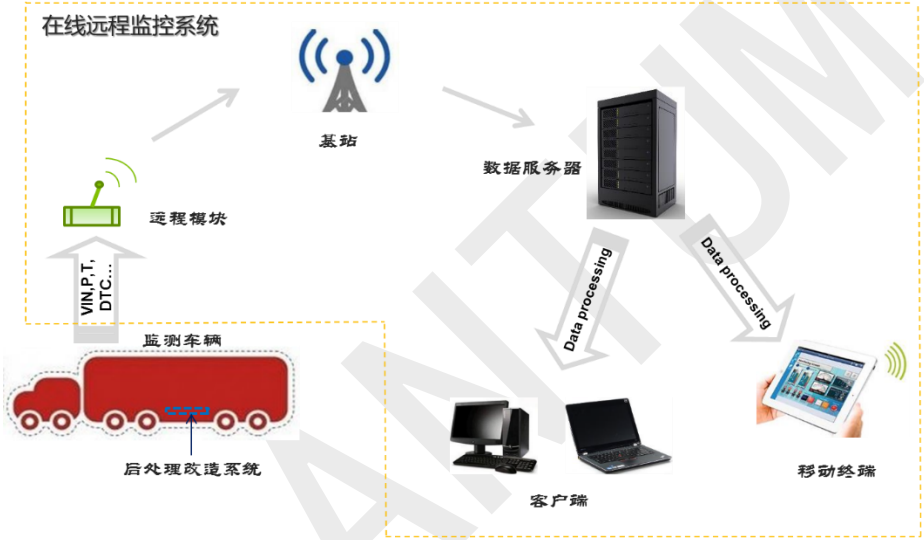 在线远程监控系统
基站
数据服务器
远程模块
VIN,P,T,
DTC...
Data processing
Data processing
监测车辆
后处理改造系统
客户端
移动终端
ANTUM